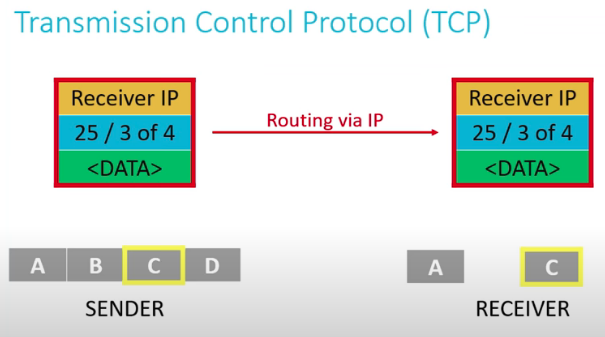 Transmission Control Protocol (TCP)
Receiver IP
25 / 3 of 4
<DATA>
Routing via IP
Receiver IP
25 / 3 of 4
<DATA>
A B C D
SENDER
A C
RECEIVER